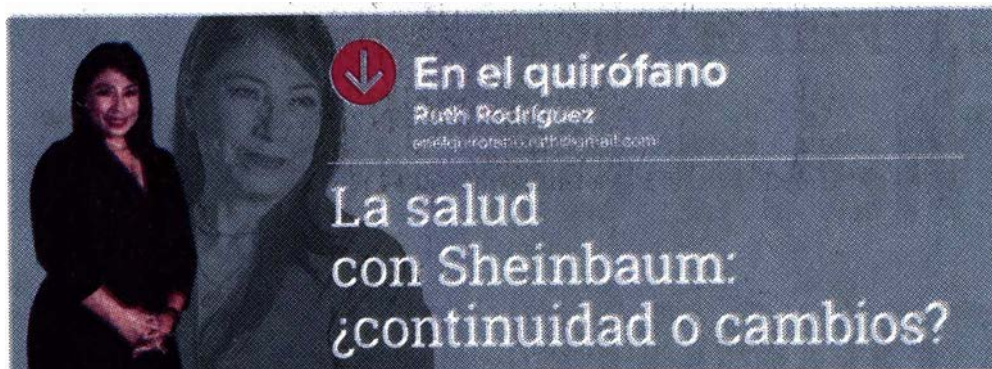 En el quirófano
Ruth Rodríguez
La salud
con Sheinbaum:
¿continuidad o cambios?